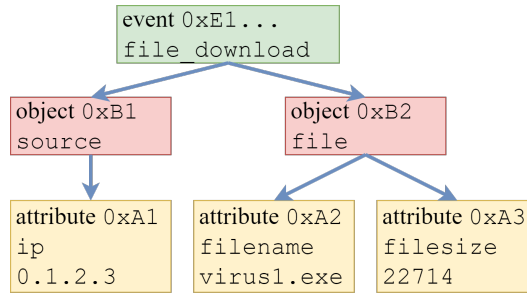 event 0xE1...
file_download
object 0xB1
source
object 0xB2
file
attribute 0xA1
ip
0.1.2.3
attribute 0xA2
filename
virus1.exe
attribute 0xA3
filesize
22714